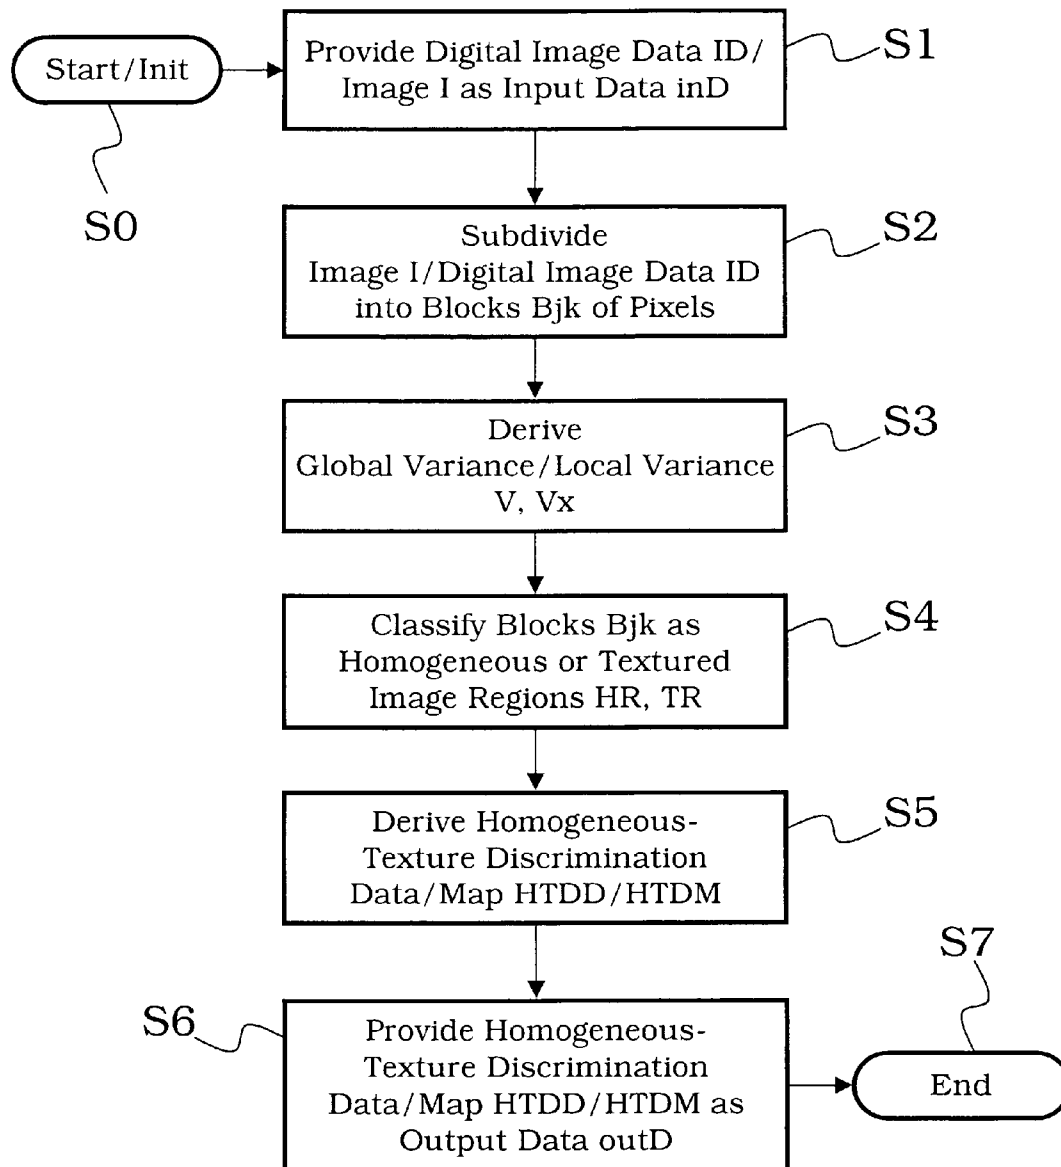 Start/Init
S0
Provide Digital Image Data ID/
Image I as Input Data inD
S1
Subdivide
Image I/Digital Image Data ID
into Blocks Bjk of Pixels
S2
Derive
Global Variance/Local Variance
V, Vx
S3
Classify Blocks Bjk as
Homogeneous or Textured
Image Regions HR, TR
S4
Derive Homogeneous-
Texture Discrimination
Data/Map HTDD/HTDM
S5
Provide Homogeneous-
Texture Discrimination
Data/Map HTDD/HTDM as
Output Data outD
S6
End
S7